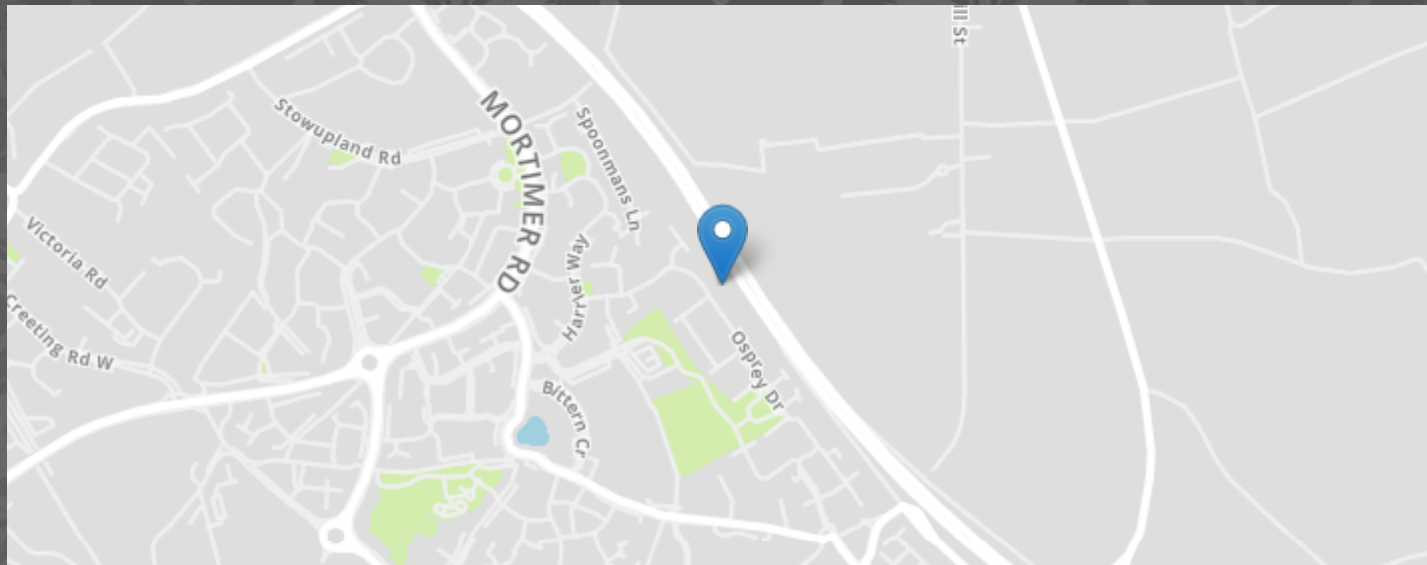 ill St
Stowupland Rd
MORTIMER RD
Spoonmans Ln
Victoria Rd
Harrier Way
Creeting Rd W
Osprey Dr
Bittern Cr